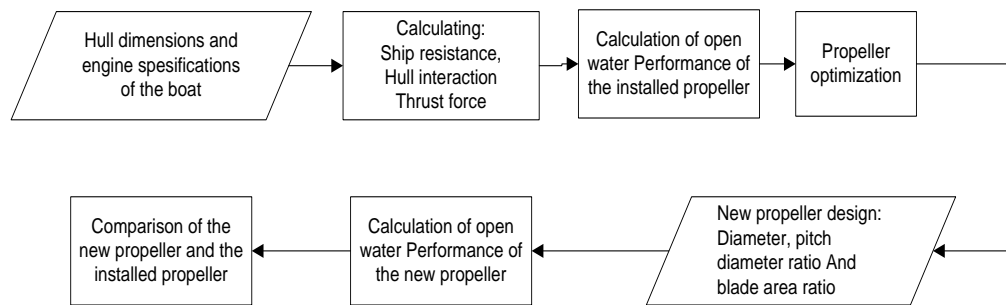 Hull dimensions and
engine spesifications
of the boat
Calculating:
Ship resistance,
Hull interaction
Thrust force
Calculation of open
water Performance of
the installed propeller
Propeller
optimization
New propeller design:
Diameter, pitch
diameter ratio And
blade area ratio
Calculation of open
water Performance of
the new propeller
Comparison of the
new propeller and the
installed propeller